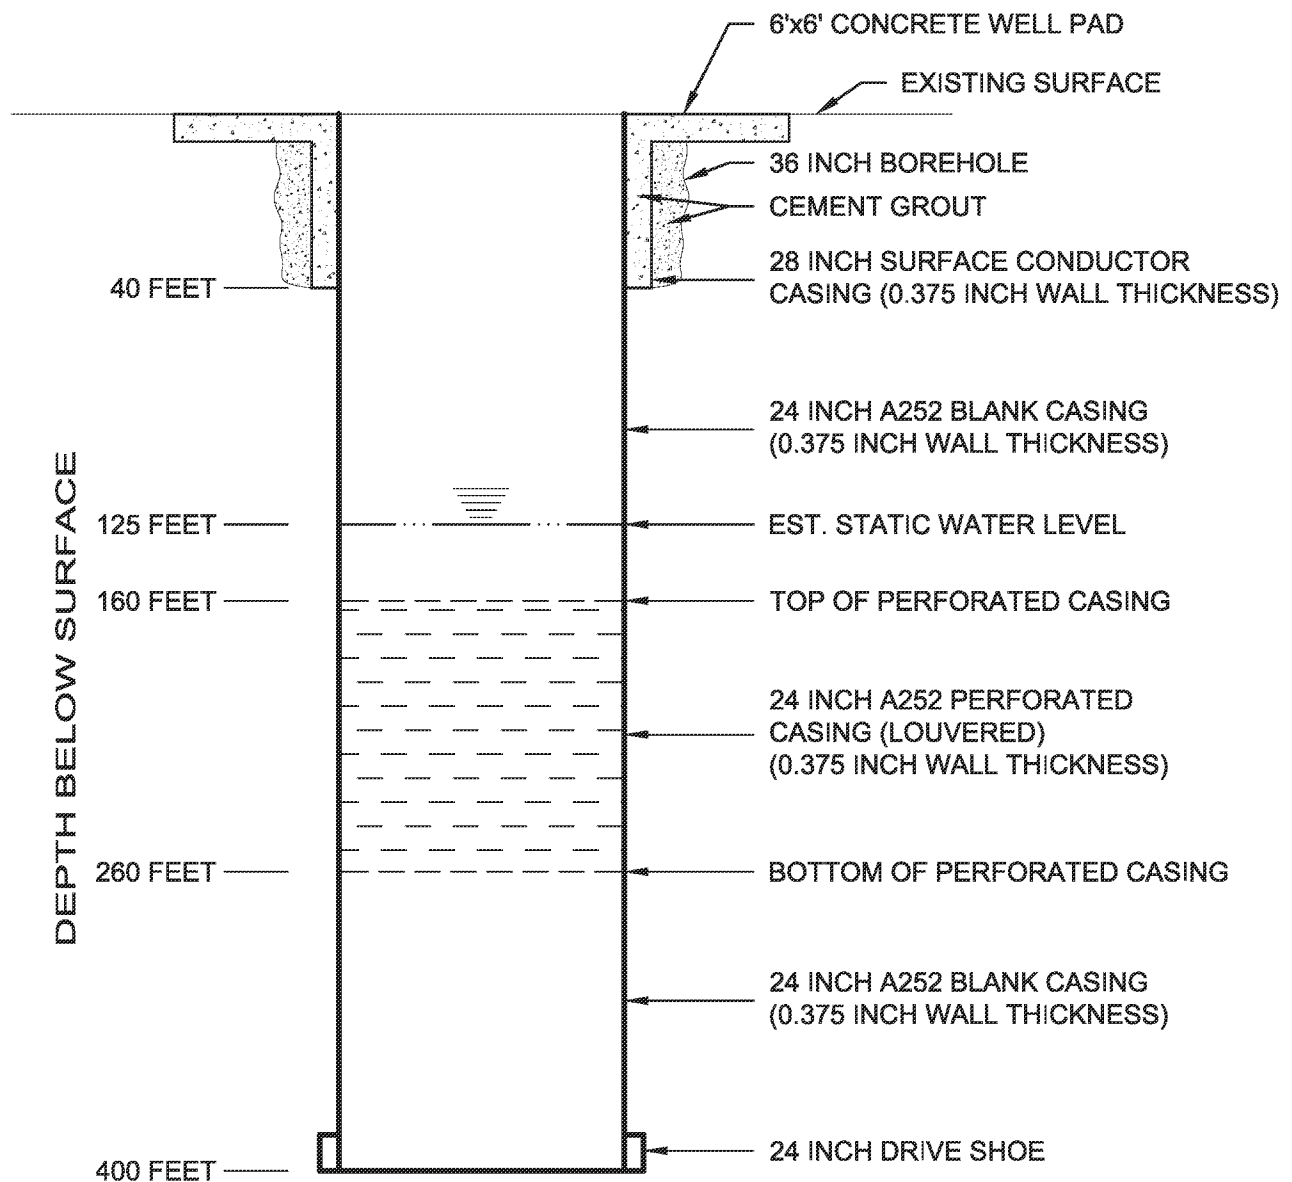 6'x6' CONCRETE WELL PAD
EXISTING SURFACE
36 INCH BOREHOLE
CEMENT GROUT
28 INCH SURFACE CONDUCTOR
CASING (0.375 INCH WALL THICKNESS)
40 FEET
24 INCH A252 BLANK CASING
(0.375 INCH WALL THICKNESS)
DEPTH BELOW SURFACE
125 FEET
EST. STATIC WATER LEVEL
160 FEET
TOP OF PERFORATED CASING
24 INCH A252 PERFORATED
CASING (LOUVERED)
(0.375 INCH WALL THICKNESS)
260 FEET
BOTTOM OF PERFORATED CASING
24 INCH A252 BLANK CASING
(0.375 INCH WALL THICKNESS)
24 INCH DRIVE SHOE
400 FEET